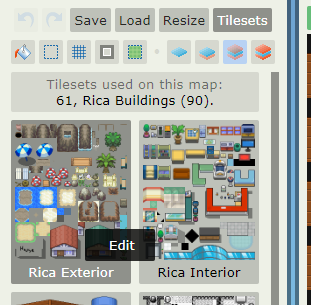 Save Load Resize Tilesets
Tilesets used on this map:
61, Rica Buildings (90).
Edit
Rica Exterior Rica Interior